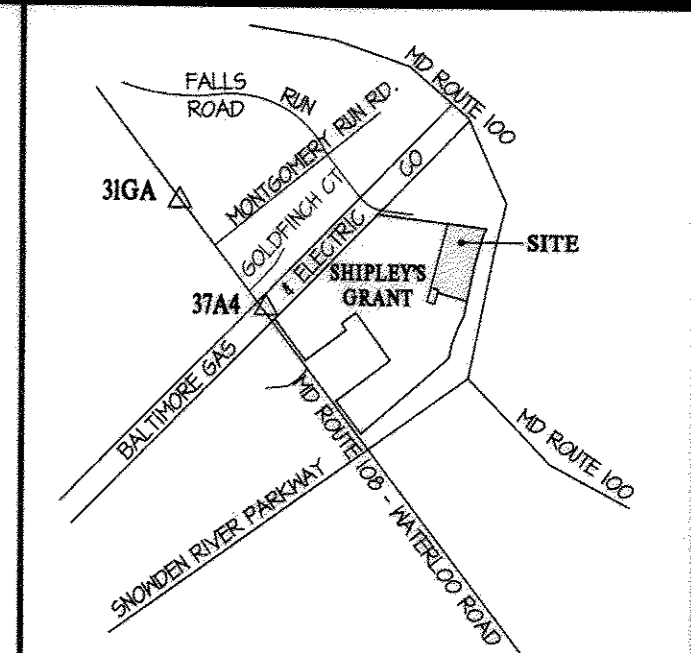 MD ROUTE 100
FALLS
ROAD
RUN
MONTGOMERY RUN RD.
31GA
GOLDFINCH CT.
CO
& ELECTRIC
SITE
SHIPLEY'S
GRANT
37A4
BALTIMORE GAS
MD ROUTE 108 - WATERLOO ROAD
MD ROUTE 100
SNOWDEN RIVER PARKWAY